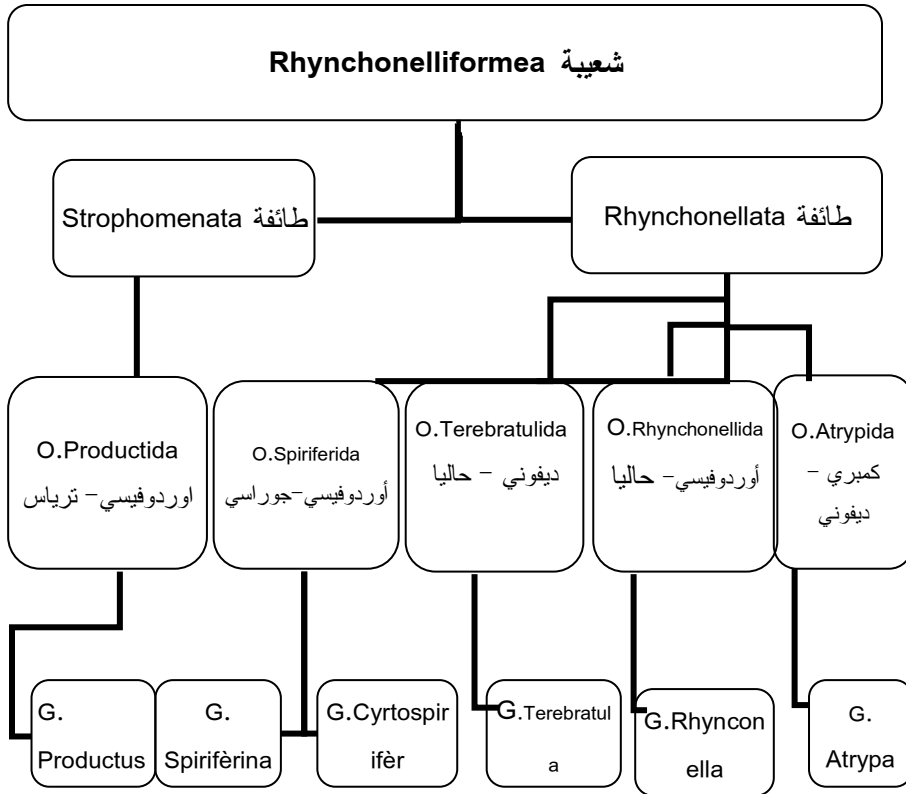 شعيبة Rhynchonelliformea
طائفة Strophomenata
طائفة Rhynchonellata
O.Productida
اوردوفيسي- ترياس
O.Spiriferida
أوردوفيسي-جوراسي
O.Terebratulida
ديفوني - حاليا
O.Rhynchonellida
أوردوفيسي- حاليا
O.Atrypida
كمبري -
ديفوني
G.
Productus
G.
Spirifèrina
G.Cyrtospir
ifèr
G.Terebratul
a
G.Rhyncon
ella
G.
Atrypa